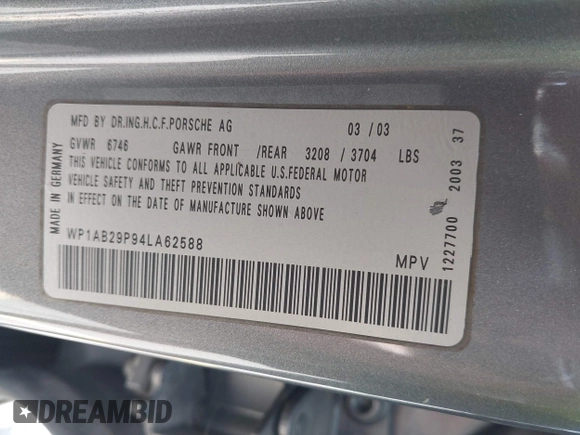 MFD BY DR.ING.H.C.F.PORSCHE AG 03 / 03
GVWR 6746 GAWR FRONT /REAR 3208 / 3704 LBS
THIS VEHICLE CONFORMS TO ALL APPLICABLE U.S.FEDERAL MOTOR
VEHICLE SAFETY AND THEFT PREVENTION STANDARDS
IN EFFECT ON THE DATE OF MANUFACTURE SHOWN ABOVE
WP1AB29P94LA62588
MPV
MADE IN GERMANY
1227700 2003 37
DREAMBID